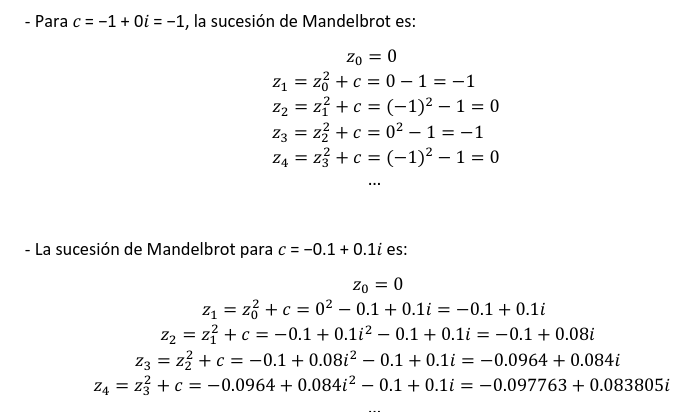 - Para c = −1 + 0i = −1, la sucesión de Mandelbrot es:
z₀ = 0
z₁ = z₀² + c = 0 − 1 = −1
z₂ = z₁² + c = (−1)² − 1 = 0
z₃ = z₂² + c = 0² − 1 = −1
z₄ = z₃² + c = (−1)² − 1 = 0
...
- La sucesión de Mandelbrot para c = −0.1 + 0.1i es:
z₀ = 0
z₁ = z₀² + c = 0² − 0.1 + 0.1i = −0.1 + 0.1i
z₂ = z₁² + c = −0.1 + 0.1i² − 0.1 + 0.1i = −0.1 + 0.08i
z₃ = z₂² + c = −0.1 + 0.08i² − 0.1 + 0.1i = −0.0964 + 0.084i
z₄ = z₃² + c = −0.0964 + 0.084i² − 0.1 + 0.1i = −0.097763 + 0.083805i
...